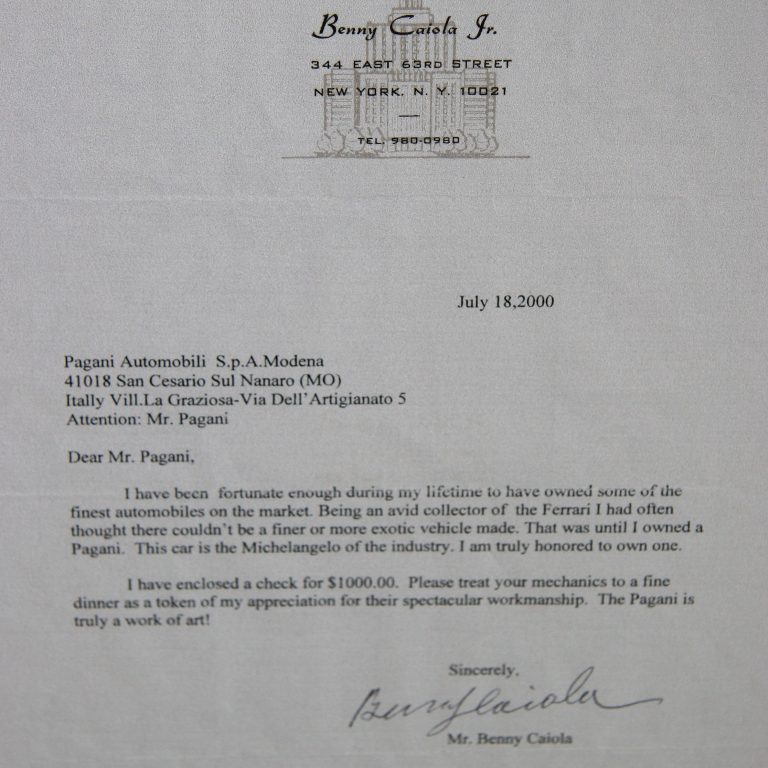 Benny Caiola Jr.
344 EAST 63RD STREET
NEW YORK, N. Y. 10021
TEL. 980-0980
July 18,2000
Pagani Automobili S.p.A.Modena
41018 San Cesario Sul Nanaro (MO)
Itally Vill.La Graziosa-Via Dell'Artigianato 5
Attention: Mr. Pagani
Dear Mr. Pagani,
I have been fortunate enough during my lifetime to have owned some of the
finest automobiles on the market. Being an avid collector of the Ferrari I had often
thought there couldn't be a finer or more exotic vehicle made. That was until I owned a
Pagani. This car is the Michelangelo of the industry. I am truly honored to own one.
I have enclosed a check for $1000.00. Please treat your mechanics to a fine
dinner as a token of my appreciation for their spectacular workmanship. The Pagani is
truly a work of art!
Sincerely,
Benny Caiola
Mr. Benny Caiola